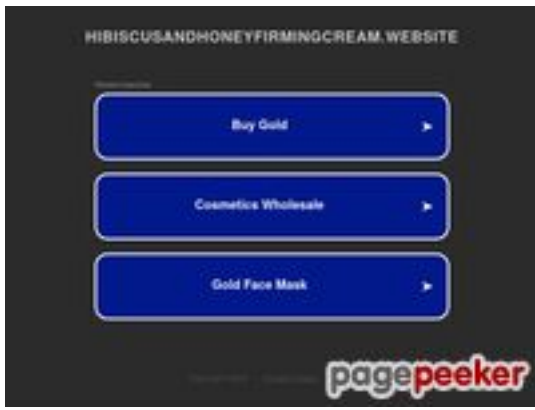 HIBISCUSANDHONEYFIRMINGCREAM.WEBSITE
Buy Gold
Cosmetics Wholesale
Gold Face Mask
pagepeeker